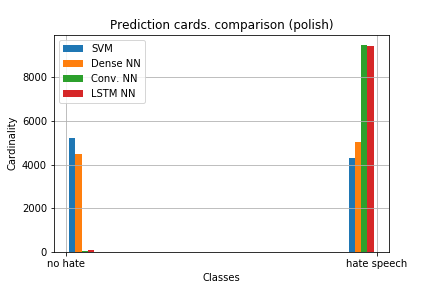 Prediction cards. comparison (polish)
SVM
Dense NN
Conv. NN
LSTM NN
8000
6000
4000
2000
0
Cardinality
no hate
hate speech
Classes